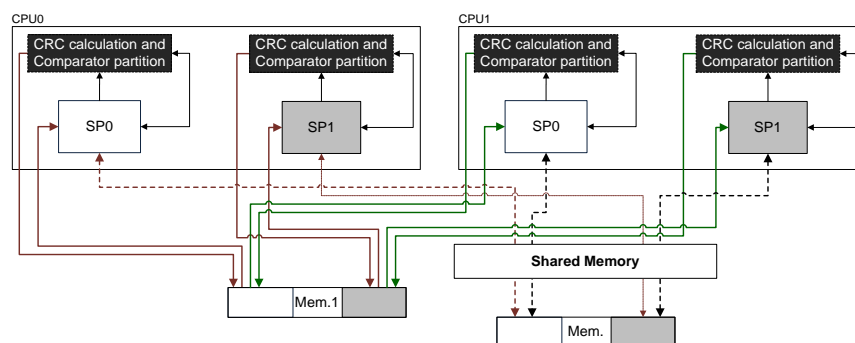 CPU0
CPU1
CRC calculation and
Comparator partition
CRC calculation and
Comparator partition
CRC calculation and
Comparator partition
CRC calculation and
Comparator partition
SP0
SP1
SP0
SP1
Shared Memory
Mem.1
Mem.